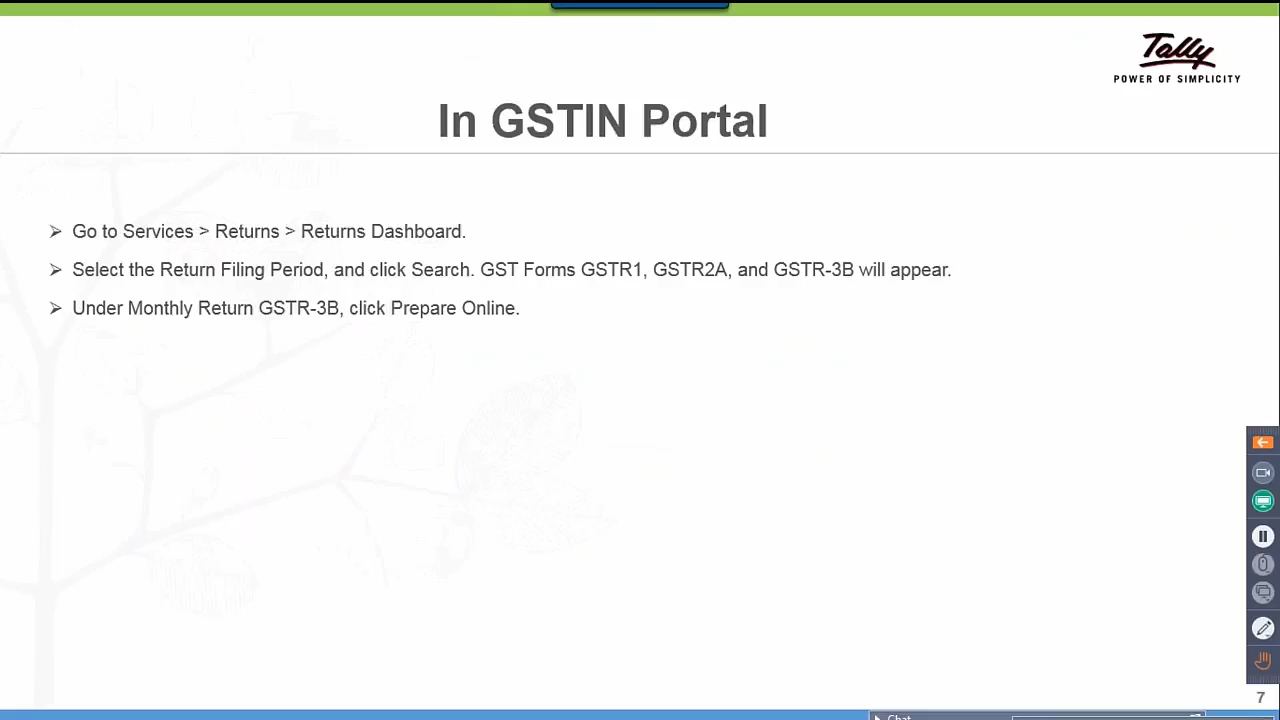 Tally
POWER OF SIMPLICITY
In GSTIN Portal
Go to Services > Returns > Returns Dashboard.
Select the Return Filing Period, and click Search. GST Forms GSTR1, GSTR2A, and GSTR-3B will appear.
Under Monthly Return GSTR-3B, click Prepare Online.
7
Chat